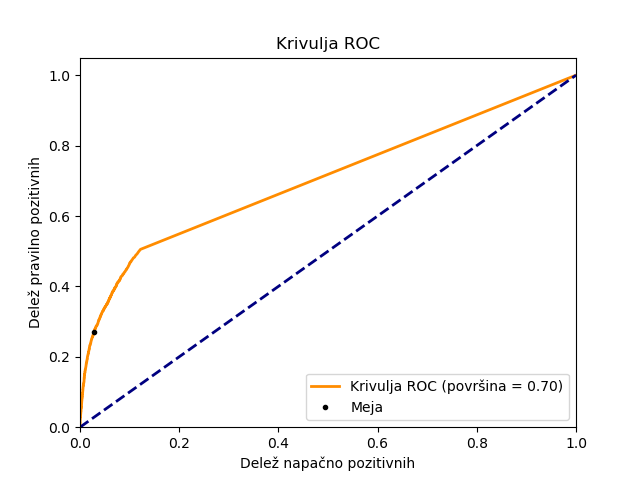 Krivulja ROC
1.0
0.8
0.6
0.4
0.2
0.0
Delež pravilno pozitivnih
0.0 0.2 0.4 0.6 0.8 1.0
Delež napačno pozitivnih
Krivulja ROC (površina = 0.70)
Meja